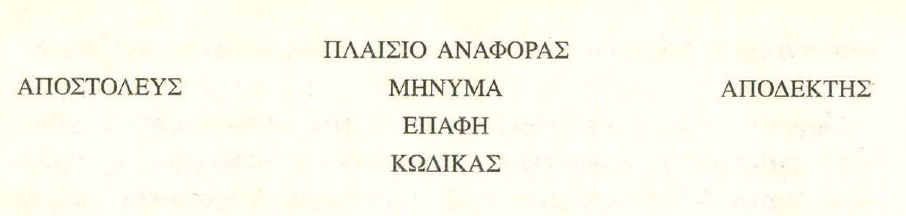 ΠΛΑΙΣΙΟ ΑΝΑΦΟΡΑΣ
ΑΠΟΣΤΟΛΕΥΣ ΜΗΝΥΜΑ ΑΠΟΔΕΚΤΗΣ
ΕΠΑΦΗ
ΚΩΔΙΚΑΣ